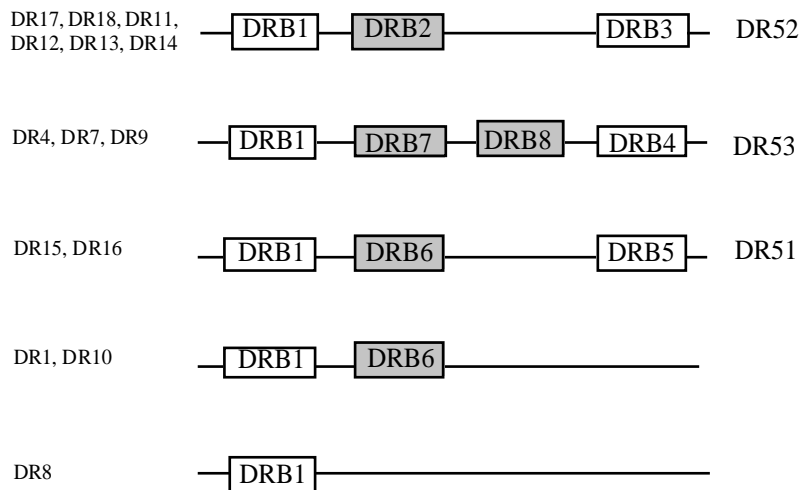 DR17, DR18, DR11,
DR12, DR13, DR14
DRB1 DRB2 DRB3 DR52
DR4, DR7, DR9 DRB1 DRB7 DRB8 DRB4 DR53
DR15, DR16 DRB1 DRB6 DRB5 DR51
DR1, DR10 DRB1 DRB6
DR8 DRB1